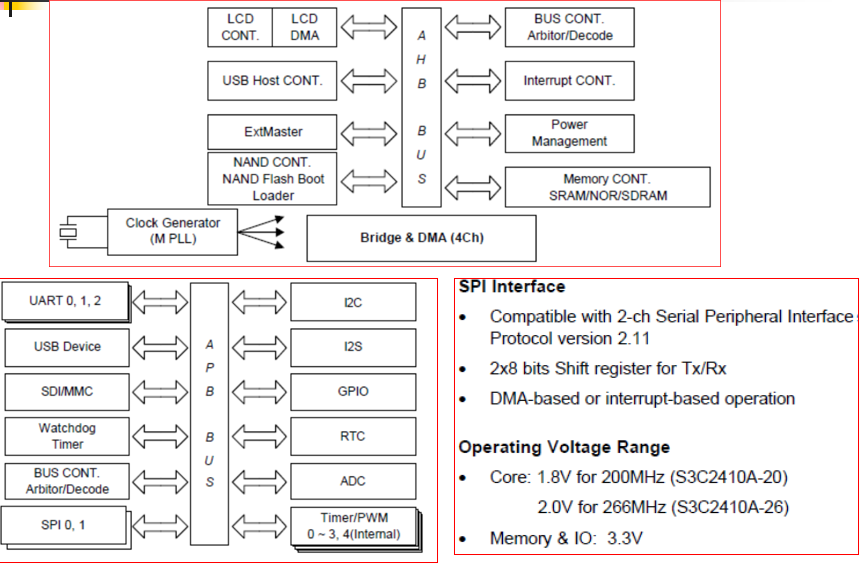 LCD
CONT.
LCD
DMA
BUS CONT.
Arbitor/Decode
USB Host CONT.
Interrupt CONT.
ExtMaster
Power
Management
NAND CONT.
NAND Flash Boot
Loader
Memory CONT.
SRAM/NOR/SDRAM
A
H
B
B
U
S
Clock Generator
(M PLL)
Bridge & DMA (4Ch)
UART 0, 1, 2
USB Device
SDI/MMC
Watchdog
Timer
BUS CONT.
Arbitor/Decode
SPI 0, 1
A
P
B
B
U
S
I2C
I2S
GPIO
RTC
ADC
Timer/PWM
0 ~ 3, 4(Internal)
SPI Interface
• Compatible with 2-ch Serial Peripheral Interface
Protocol version 2.11
• 2x8 bits Shift register for Tx/Rx
• DMA-based or interrupt-based operation
Operating Voltage Range
• Core: 1.8V for 200MHz (S3C2410A-20)
2.0V for 266MHz (S3C2410A-26)
• Memory & IO: 3.3V